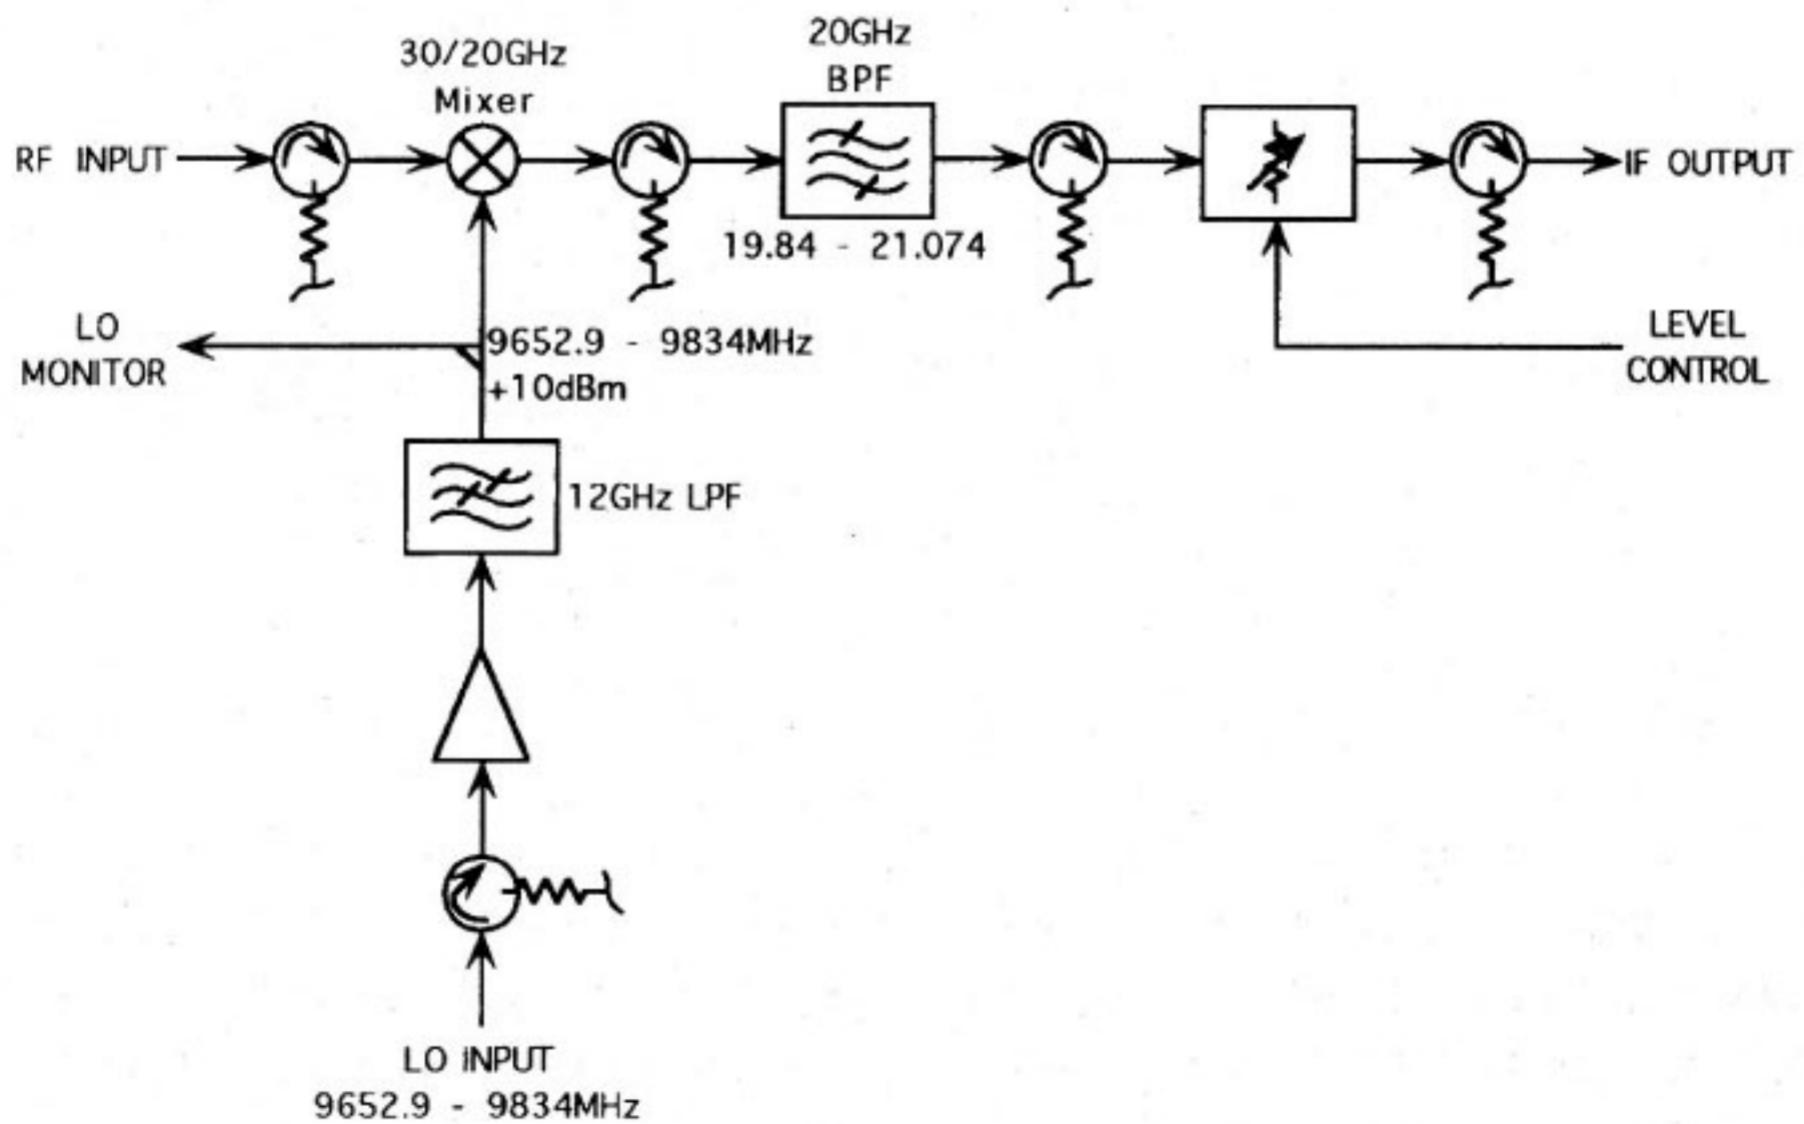 30/20GHz
Mixer
20GHz
BPF
RF INPUT
IF OUTPUT
19.84 - 21.074
LO
MONITOR
9652.9 - 9834MHz
+10dBm
LEVEL
CONTROL
12GHz LPF
LO INPUT
9652.9 - 9834MHz